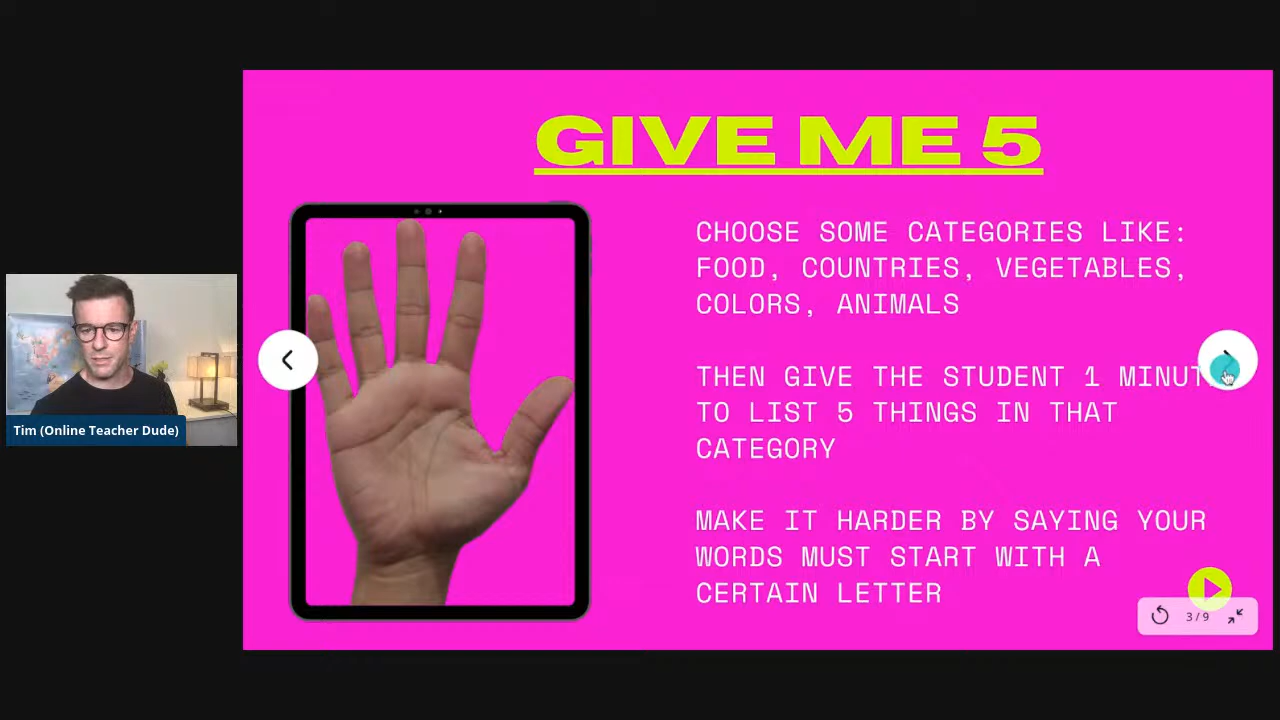 GIVE ME 5
CHOOSE SOME CATEGORIES LIKE:
FOOD, COUNTRIES, VEGETABLES,
COLORS, ANIMALS
THEN GIVE THE STUDENT 1 MINUT
TO LIST 5 THINGS IN THAT
CATEGORY
MAKE IT HARDER BY SAYING YOUR
WORDS MUST START WITH A
CERTAIN LETTER
Tim (Online Teacher Dude)
3/9